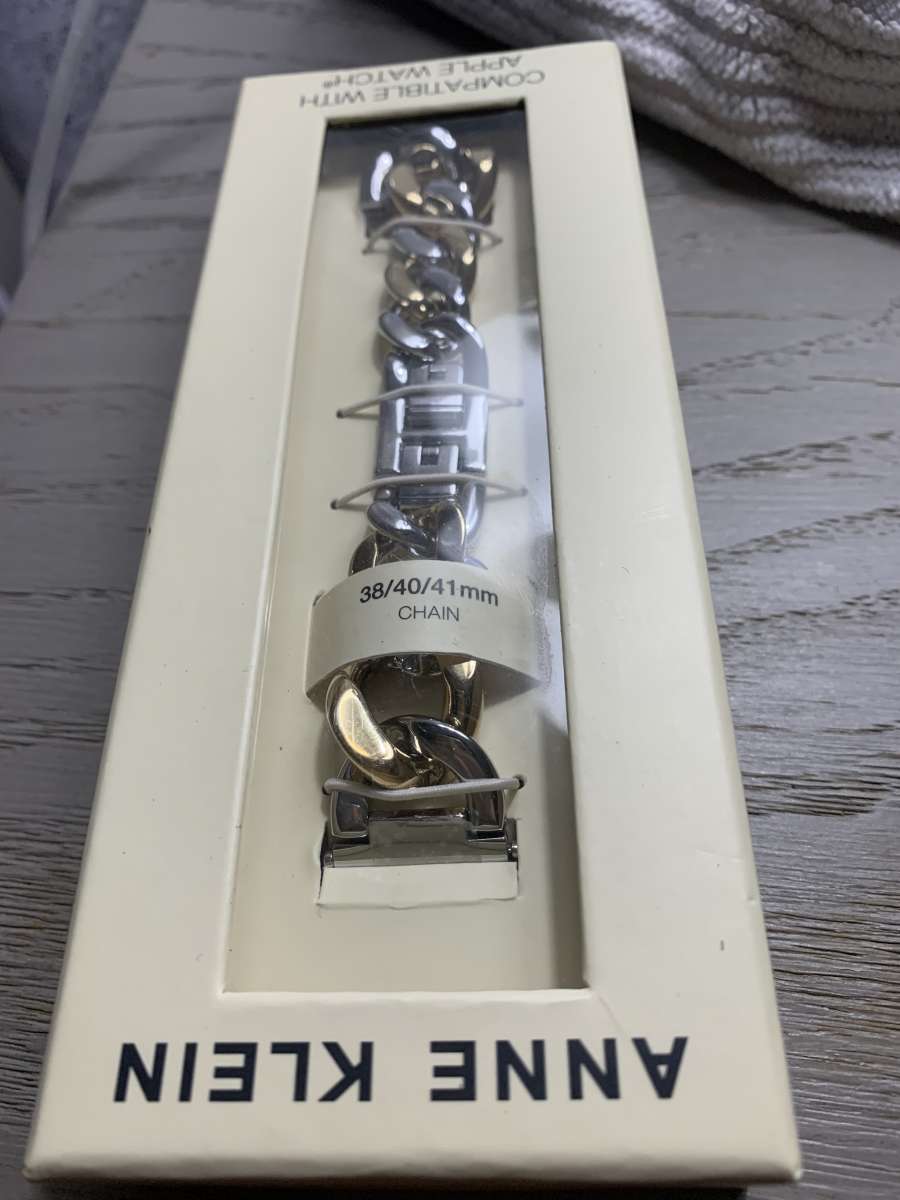 COMPATIBLE WITH
APPLE WATCH®
38/40/41mm
CHAIN
ANNE KLEIN